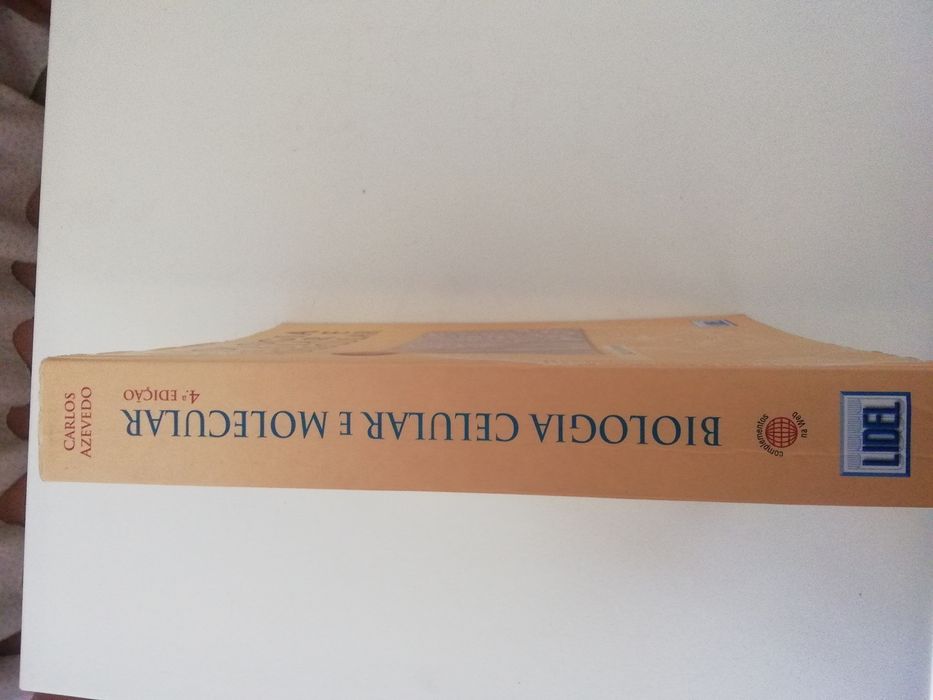 CARLOS
AZEVEDO
BIOLOGIA CELULAR E MOLECULAR
4.ª EDIÇÃO
complementos
na Web
LIDEL